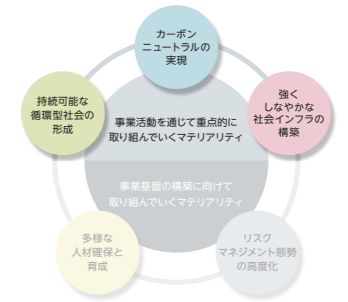 カーボン
ニュートラルの
実現
持続可能な
循環型社会の
形成
強く
しなやかな
社会インフラの
構築
事業活動を通じて重点的に
取り組んでいくマテリアリティ
事業基盤の構築に向けて
取り組んでいくマテリアリティ
多様な
人材確保と
育成
リスク
マネジメント態勢
の高度化